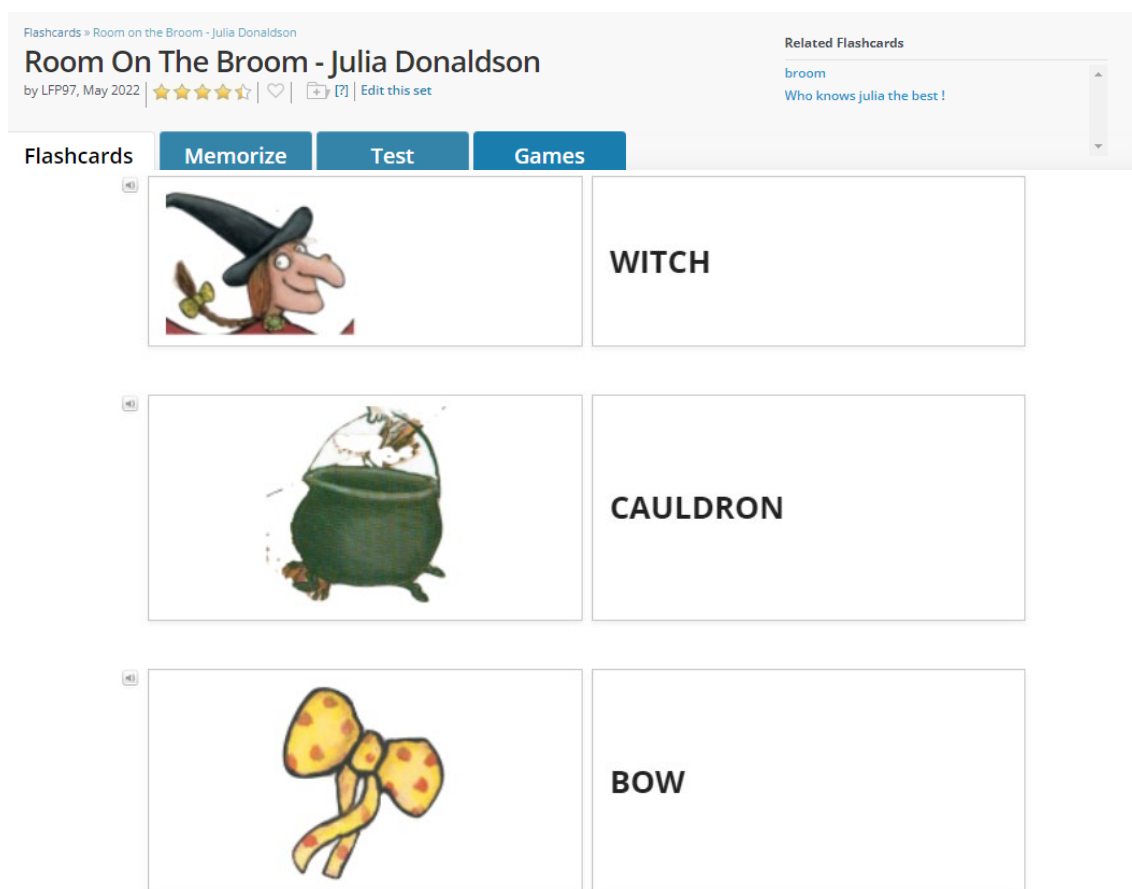 Flashcards » Room on the Broom - Julia Donaldson
Room On The Broom - Julia Donaldson
by LFP97, May 2022 [?] Edit this set
Related Flashcards
broom
Who knows julia the best !
Flashcards Memorize Test Games
WITCH
CAULDRON
BOW